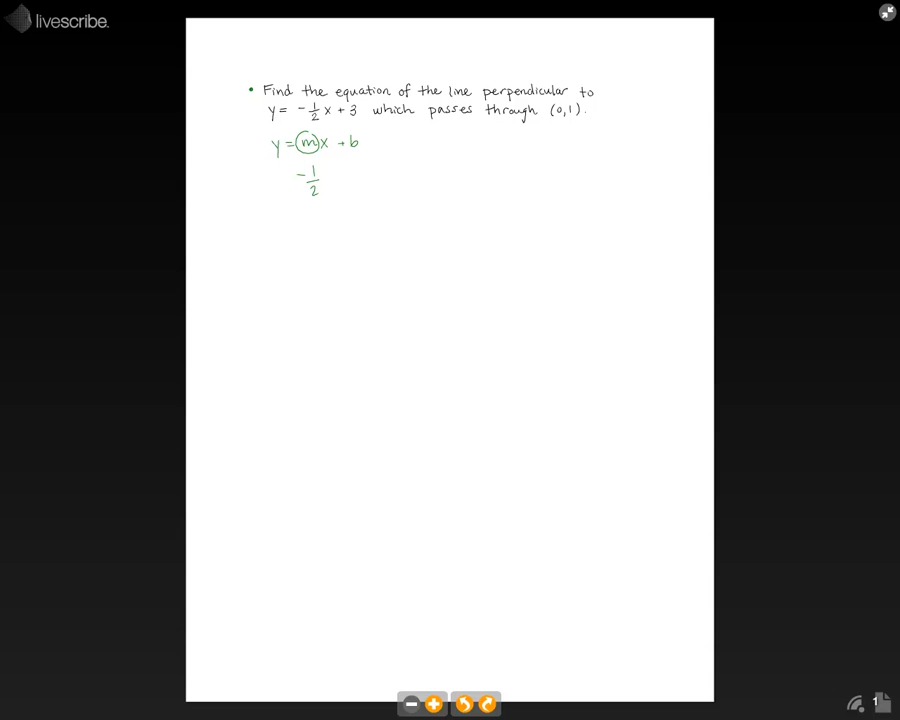 livescribe.
• Find the equation of the line perpendicular to
y = -1/2 x + 3 which passes through (0,1).
y = mx + b
-1/2
1